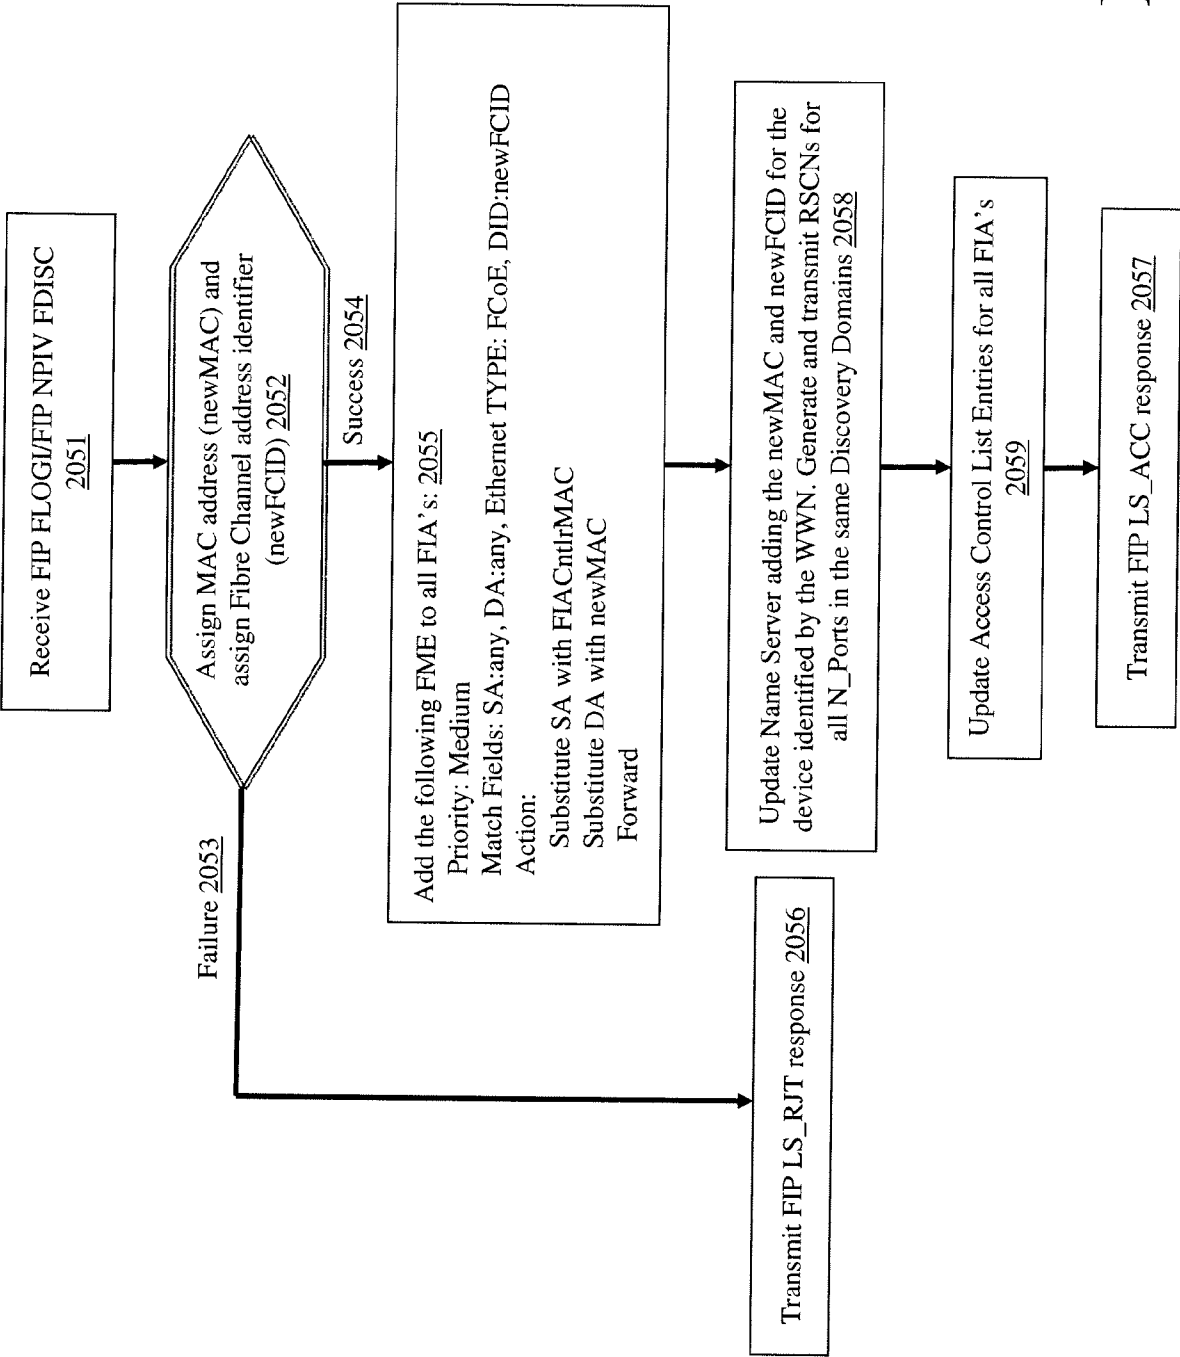 Receive FIP FLOGI/FIP NPIV FDISC
2051
Assign MAC address (newMAC) and
assign Fibre Channel address identifier
(newFCID) 2052
Failure 2053
Success 2054
Add the following FME to all FIA's: 2055
Priority: Medium
Match Fields: SA:any, DA:any, Ethernet TYPE: FCoE, DID:newFCID
Action:
Substitute SA with FIACntlrMAC
Substitute DA with newMAC
Forward
Update Name Server adding the newMAC and newFCID for the
device identified by the WWN. Generate and transmit RSCNs for
all N_Ports in the same Discovery Domains 2058
Transmit FIP LS_RJT response 2056
Update Access Control List Entries for all FIA's
2059
Transmit FIP LS_ACC response 2057